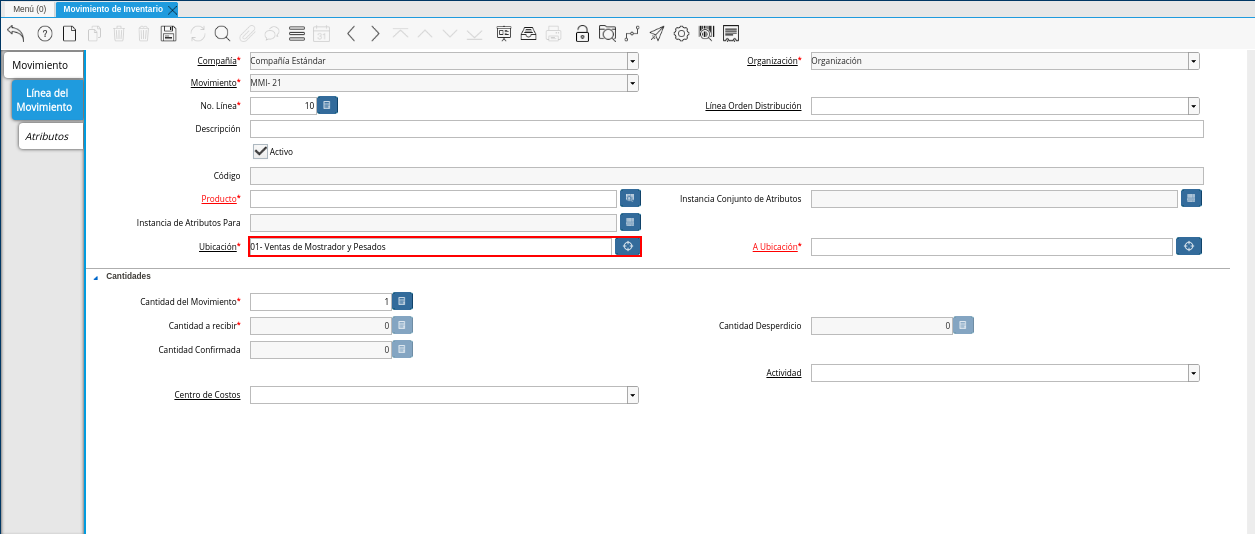 Menú (0) Movimiento de Inventario
Movimiento
Línea del
Movimiento
Atributos
Compañía* Compañía Estándar Organización* Organización
Movimiento* MMI- 21
No. Línea* 10 Línea Orden Distribución
Descripción
Activo
Código
Producto* Instancia Conjunto de Atributos
Instancia de Atributos Para
Ubicación* 01- Ventas de Mostrador y Pesados A Ubicación*
Cantidades
Cantidad del Movimiento* 1
Cantidad a recibir* 0 Cantidad Desperdicio 0
Cantidad Confirmada 0
Actividad
Centro de Costos